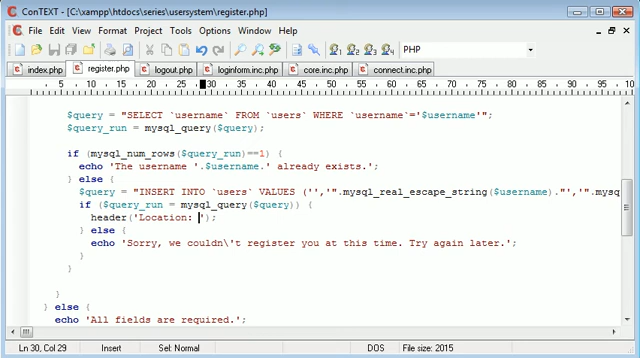 ConTEXT - [C:\xampp\htdocs\series\usersystem\register.php]
File Edit View Format Project Tools Options Window Help
1 2 3 4 PHP
index.php register.php logout.php loginform.inc.php core.inc.php connect.inc.php
5 10 15 20 25 30 35 40 45 50 55 60 65 70 75 80 85 90 95 100
$query = "SELECT `username` FROM `users` WHERE `username`='$username'";
$query_run = mysql_query($query);
if (mysql_num_rows($query_run)==1) {
echo 'The username '.$username.' already exists.';
} else {
$query = "INSERT INTO `users` VALUES ('','".mysql_real_escape_string($username)."','".mysq
if ($query_run = mysql_query($query)) {
header('Location: ');
} else {
echo 'Sorry, we couldn\'t register you at this time. Try again later.';
}
}
}
} else {
echo 'All fields are required.';
Ln 30, Col 29 Insert Sel: Normal DOS File size: 2015